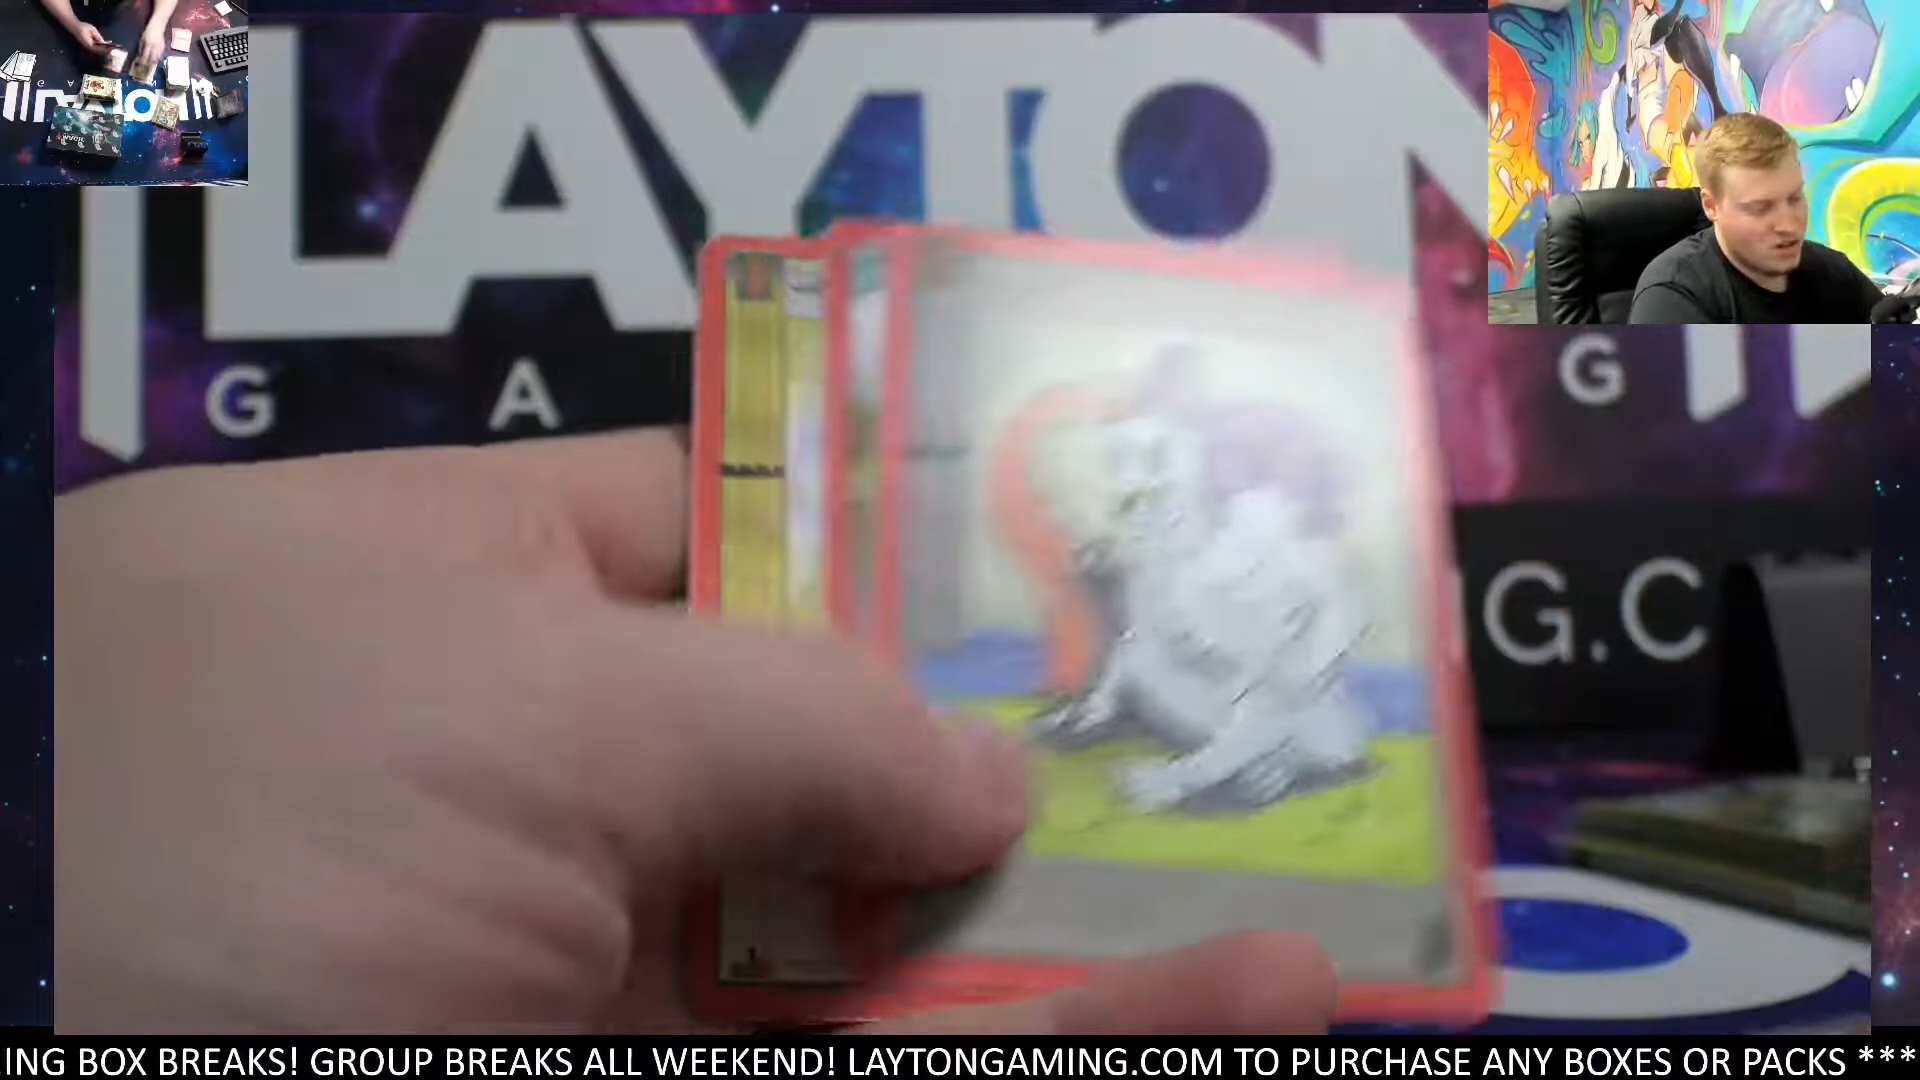 LAYTON
G A G
G.C
ING BOX BREAKS! GROUP BREAKS ALL WEEKEND! LAYTONGAMING.COM TO PURCHASE ANY BOXES OR PACKS ***